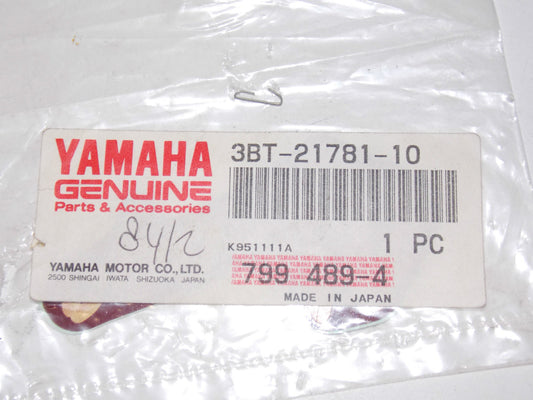 YAMAHA
GENUINE
Parts & Accessories
84/2
YAMAHA MOTOR CO., LTD.
2500 SHINGAI IWATA SHIZUOKA JAPAN
3BT-21781-10
K951111A
1 PC
799 489-4
MADE IN JAPAN